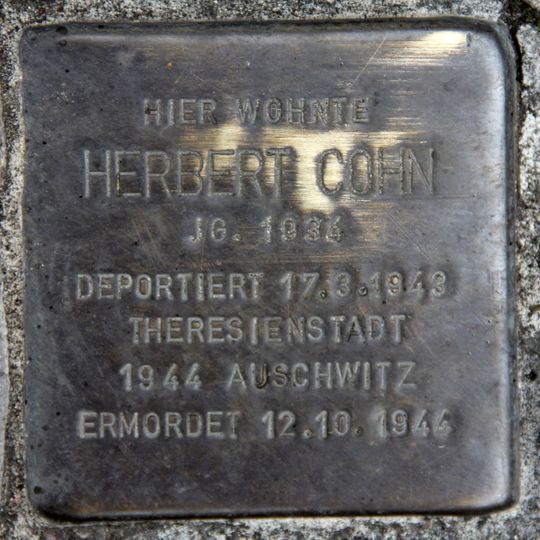 HIER WOHNTE
HERBERT COHN
JG. 1934
DEPORTIERT 17.3.1943
THERESIENSTADT
1944 AUSCHWITZ
ERMORDET 12.10.1944